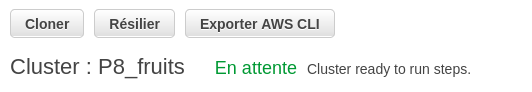 Cloner Résilier Exporter AWS CLI
Cluster : P8_fruits En attente Cluster ready to run steps.